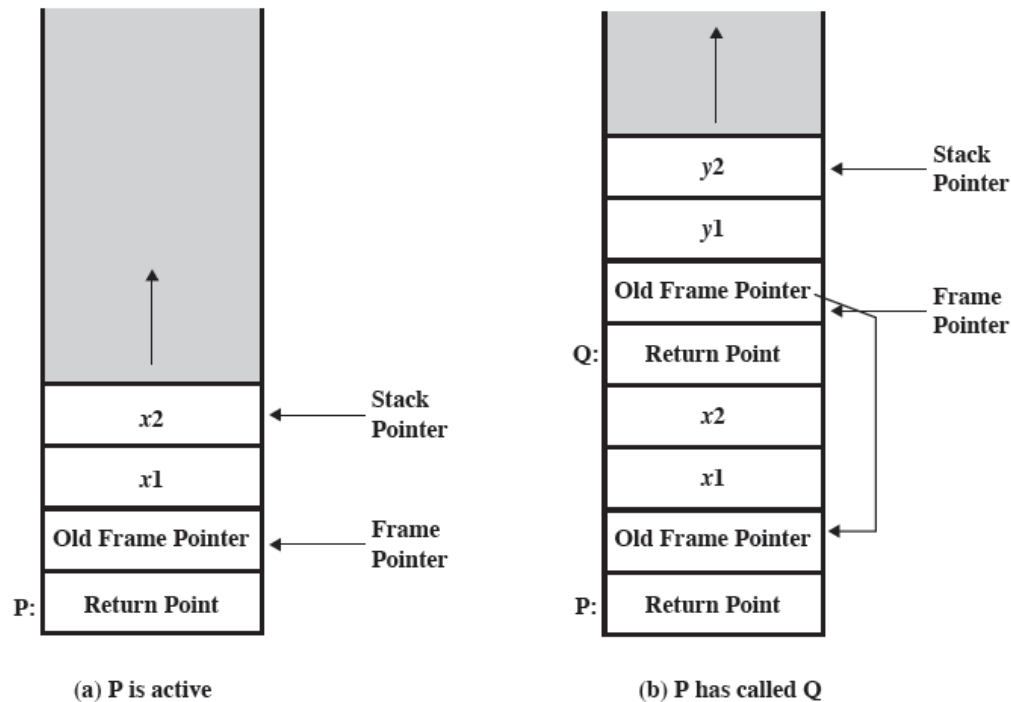 x2
Stack
Pointer
x1
Old Frame Pointer
Frame
Pointer
P:
Return Point
(a) P is active
y2
Stack
Pointer
y1
Old Frame Pointer
Frame
Pointer
Q:
Return Point
x2
x1
Old Frame Pointer
P:
Return Point
(b) P has called Q